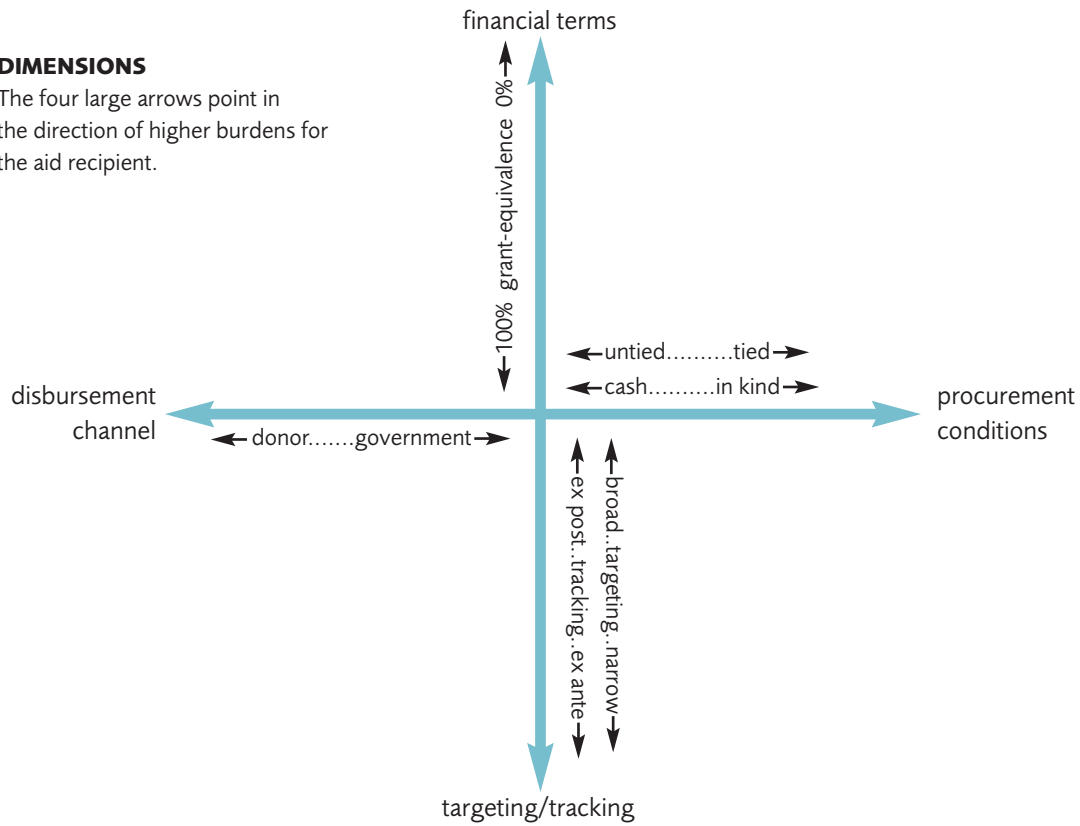 financial terms
DIMENSIONS
The four large arrows point in
the direction of higher burdens for
the aid recipient.
100% grant-equivalence 0%
untied..........tied
cash..........in kind
disbursement
channel
procurement
conditions
donor.......government
ex post..tracking..ex ante
broad..targeting..narrow
targeting/tracking